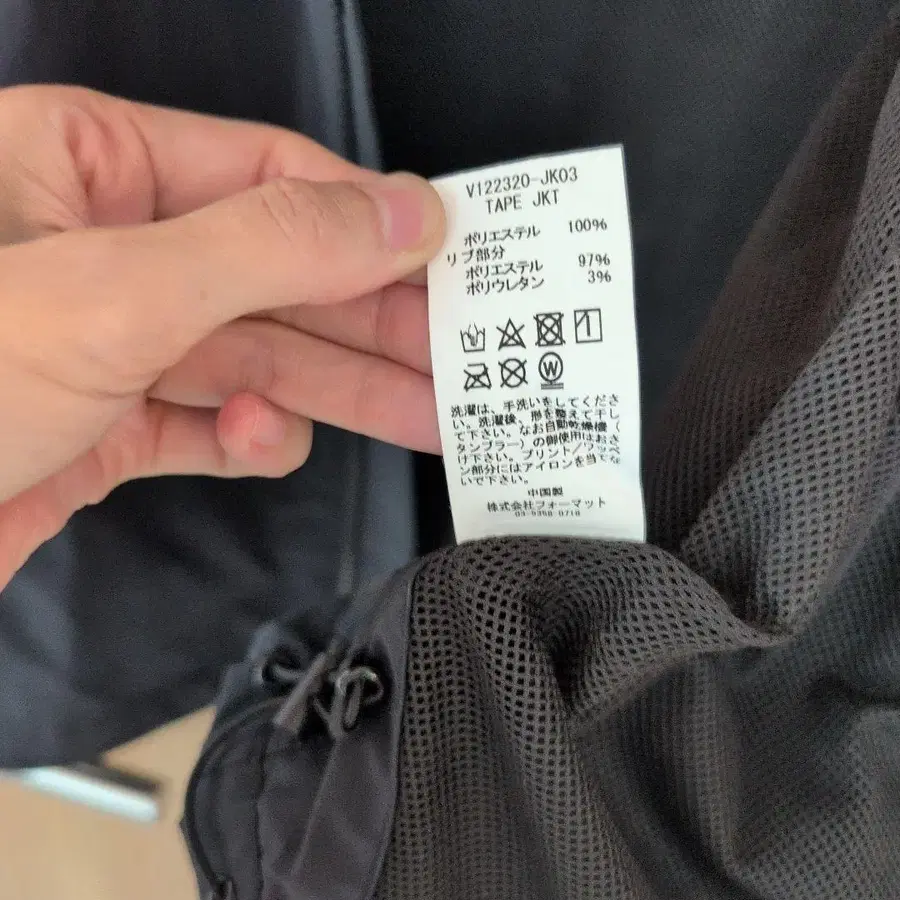 V122320-JK03
TAPE JKT
ポリエステル 100%
リブ部分
ポリエステル 97%
ポリウレタン 3%
W
洗濯は、手洗いをしてくださ
い。洗濯後、形を整えて干し
て下さい。なお自動乾燥機(
タンブラー)の御使用はおさ
け下さい。プリント/ワッペ
ン部分にはアイロンを当てな
いで下さい。
中国製
株式会社フォーマット